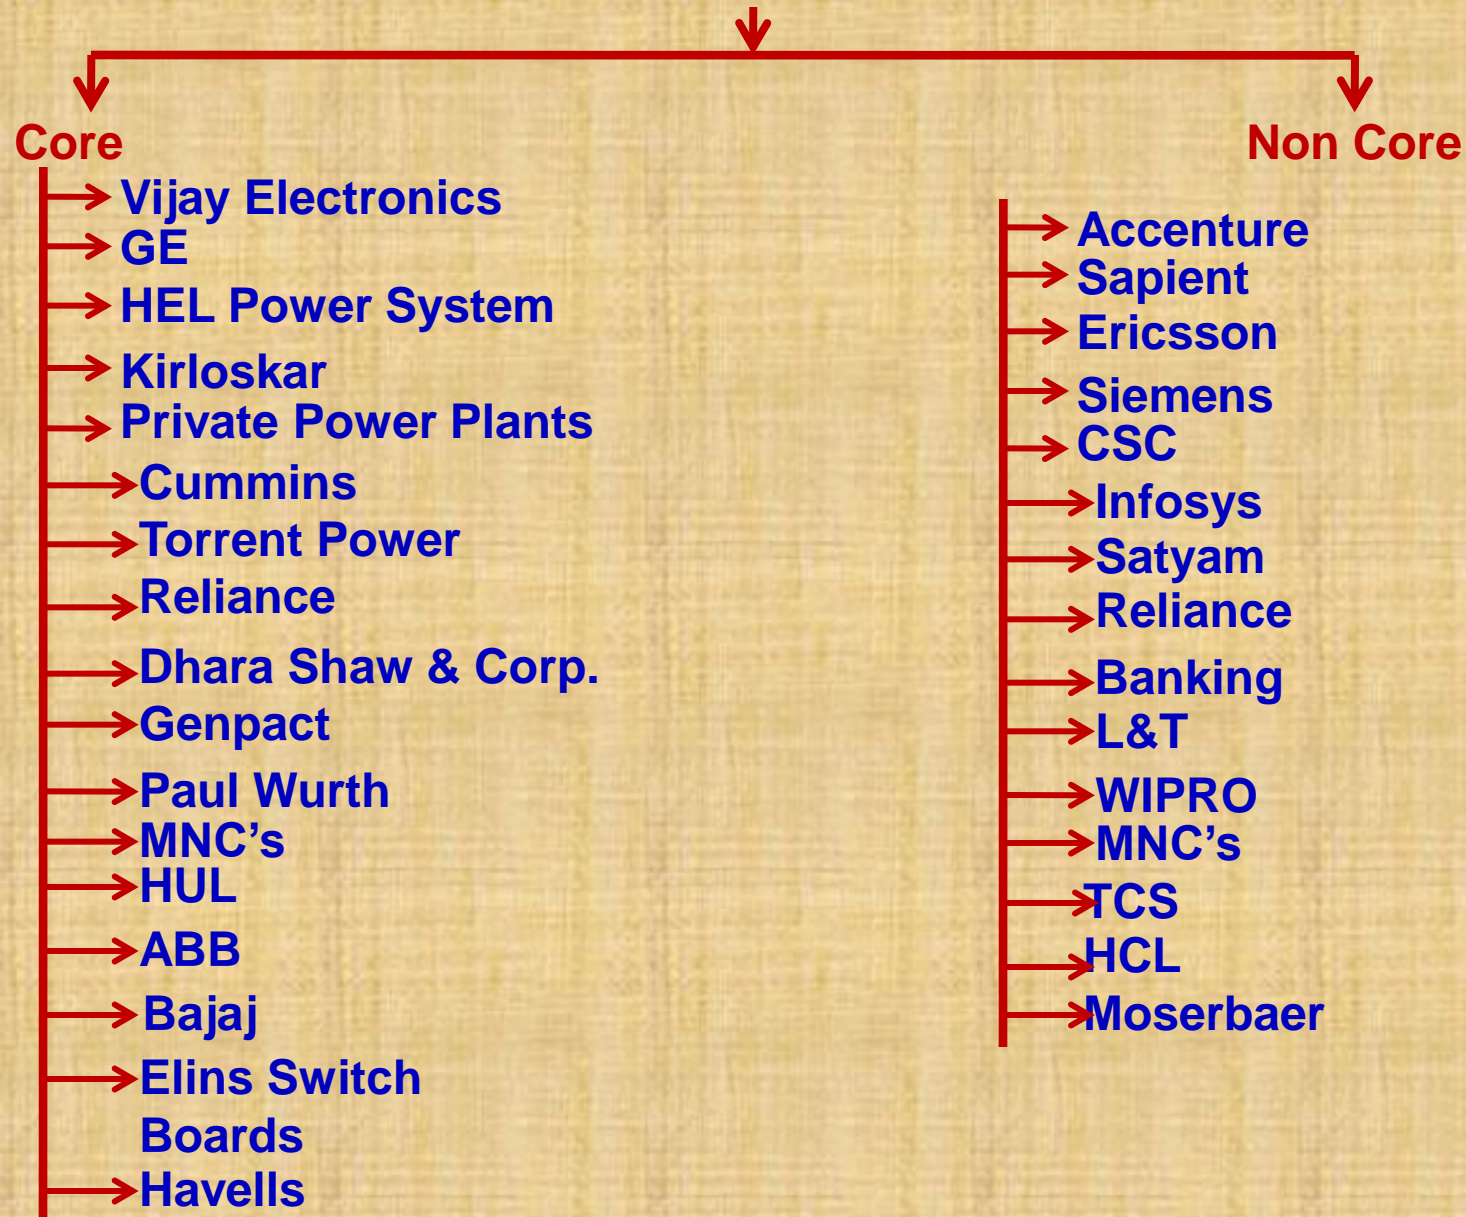 Core
Vijay Electronics
GE
HEL Power System
Kirloskar
Private Power Plants
Cummins
Torrent Power
Reliance
Dhara Shaw & Corp.
Genpact
Paul Wurth
MNC’s
HUL
ABB
Bajaj
Elins Switch
Boards
Havells
Non Core
Accenture
Sapient
Ericsson
Siemens
CSC
Infosys
Satyam
Reliance
Banking
L&T
WIPRO
MNC’s
TCS
HCL
Moserbaer